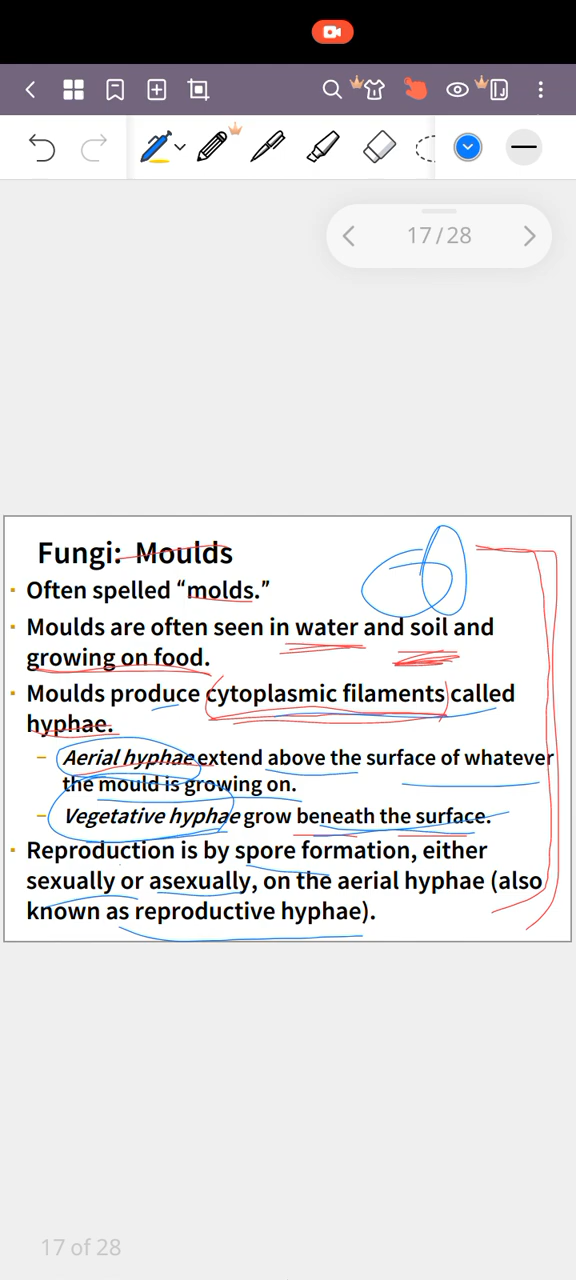 17 / 28
Fungi: Moulds
▪ Often spelled “molds.”
▪ Moulds are often seen in water and soil and
growing on food.
▪ Moulds produce cytoplasmic filaments called
hyphae.
– Aerial hyphae extend above the surface of whatever
the mould is growing on.
– Vegetative hyphae grow beneath the surface.
▪ Reproduction is by spore formation, either
sexually or asexually, on the aerial hyphae (also
known as reproductive hyphae).
17 of 28